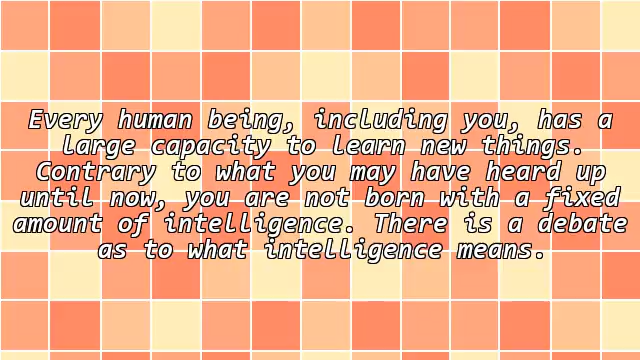 Every human being, including you, has a
large capacity to learn new things.
Contrary to what you may have heard up
until now, you are not born with a fixed
amount of intelligence. There is a debate
as to what intelligence means.